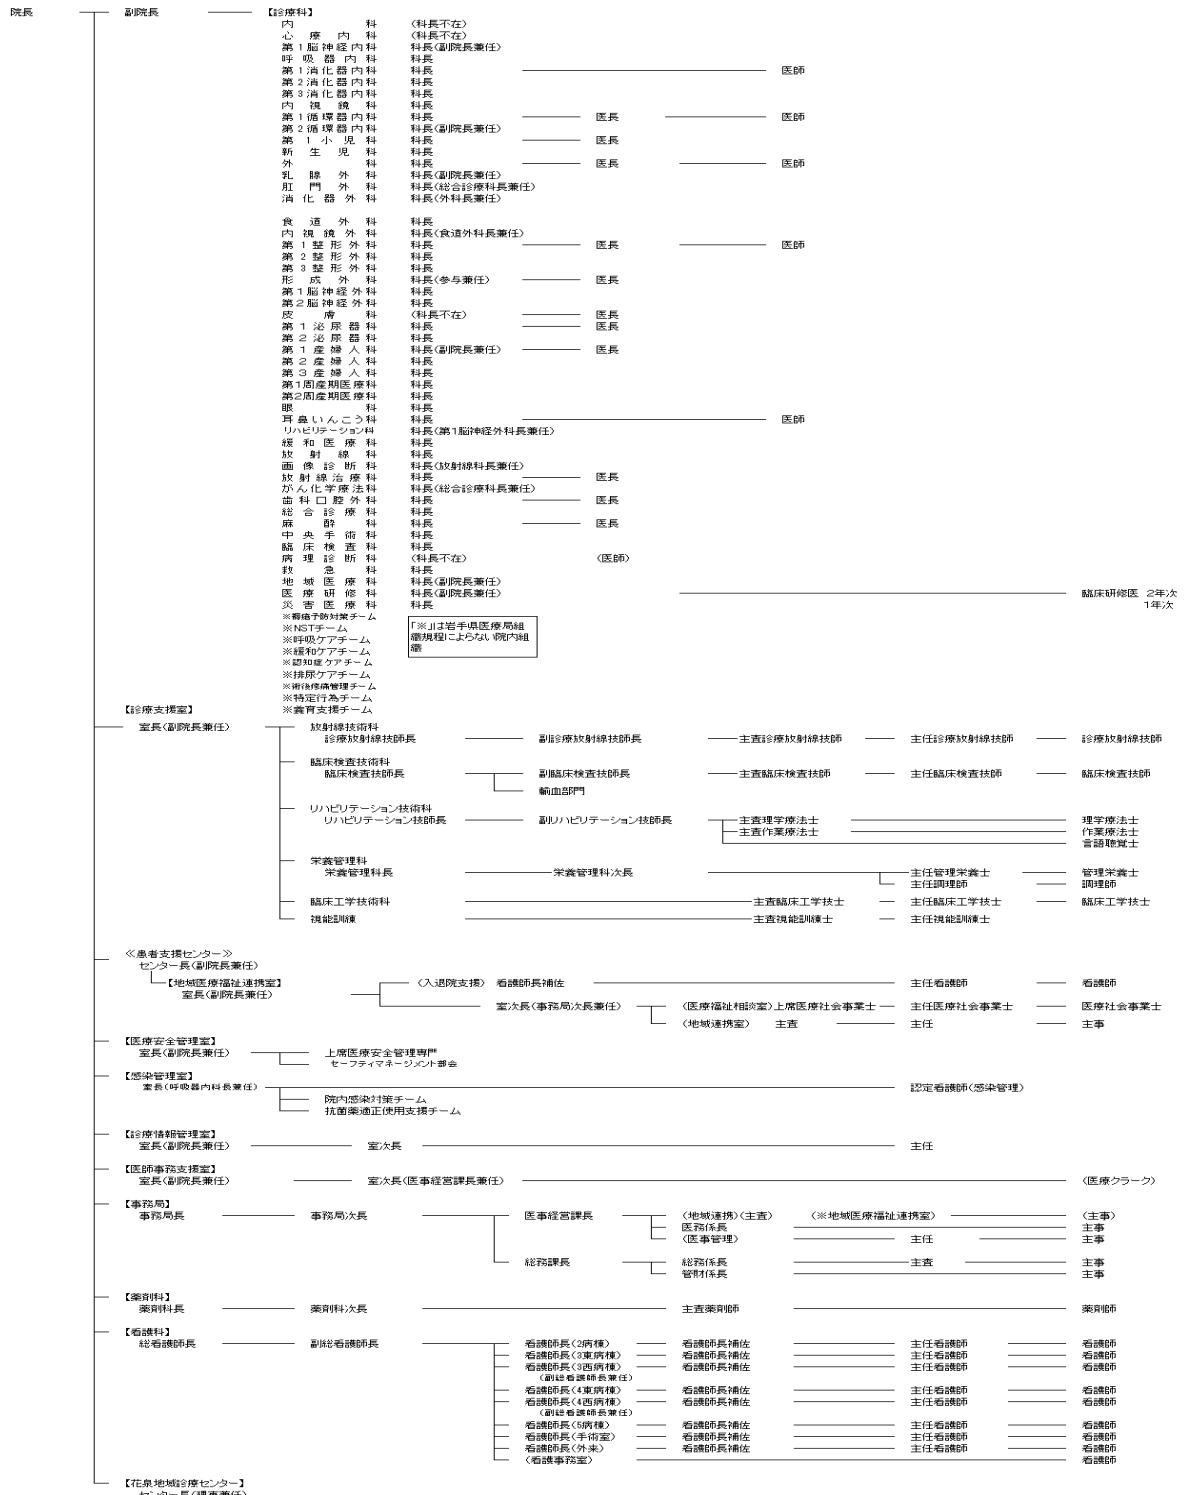 院長 副院長 【診療科】
内科 (科長不在)
心療内科 (科長不在)
第1脳神経内科 科長(副院長兼任)
呼吸器内科 科長
第1消化器内科 科長 医師
第2消化器内科 科長
第3消化器内科 科長
内視鏡科 科長
第1循環器内科 科長 医長 医師
第2循環器内科 科長(副院長兼任)
第1小児科 科長 医長
新生児科 科長
外科 科長 医長 医師
乳腺外科 科長(副院長兼任)
肛門外科 科長(総合診療科長兼任)
消化器外科 科長(外科長兼任)
食道外科 科長
内視鏡外科 科長(食道外科長兼任)
第1整形外科 科長 医長 医師
第2整形外科 科長
第3整形外科 科長
形成外科 科長(参与兼任) 医長
第1脳神経外科 科長
第2脳神経外科 科長
皮膚科 (科長不在) 医長
第1泌尿器科 科長 医長
第2泌尿器科 科長
第1産婦人科 科長(副院長兼任) 医長
第2産婦人科 科長
第3産婦人科 科長
第1周産期医療科 科長
第2周産期医療科 科長
眼科 科長
耳鼻いんこう科 科長 医師
リハビリテーション科 科長(第1脳神経外科長兼任)
緩和医療科 科長
放射線科 科長
画像診断科 科長(放射線科長兼任)
放射線治療科 科長 医長
がん化学療法科 科長(総合診療科長兼任)
歯科口腔外科 科長 医長
総合診療科 科長
麻酔科 科長 医長
中央手術科 科長
臨床検査科 科長
病理診断科 (科長不在) (医師)
救急科 科長
地域医療科 科長(副院長兼任)
医療研修科 科長(副院長兼任) 臨床研修医 2年次
災害医療科 科長 1年次
※褥瘡予防対策チーム
※NSTチーム
※呼吸ケアチーム
※緩和ケアチーム
※認知症ケアチーム
※排尿ケアチーム
※術後疼痛管理チーム
※特定行為チーム
※養育支援チーム
「※」は岩手県医療局組
織規程によらない院内組
織
【診療支援室】
室長(副院長兼任) 放射線技術科
診療放射線技師長 副診療放射線技師長 主査診療放射線技師 主任診療放射線技師 診療放射線技師
臨床検査技術科
臨床検査技師長 副臨床検査技師長 主査臨床検査技師 主任臨床検査技師 臨床検査技師
輸血部門
リハビリテーション技術科
リハビリテーション技師長 副リハビリテーション技師長 主査理学療法士 理学療法士
主査作業療法士 作業療法士
言語聴覚士
栄養管理科
栄養管理科長 栄養管理科次長 主任管理栄養士 管理栄養士
主任調理師 調理師
臨床工学技術科 主査臨床工学技士 主任臨床工学技士 臨床工学技士
視能訓練 主査視能訓練士 主任視能訓練士
≪患者支援センター≫
センター長(副院長兼任)
【地域医療福祉連携室】 (入退院支援) 看護師長補佐 主任看護師 看護師
室長(副院長兼任)
室次長(事務局次長兼任) (医療福祉相談室)上席医療社会事業士 主任医療社会事業士 医療社会事業士
(地域連携室) 主査 主任 主事
【医療安全管理室】
室長(副院長兼任) 上席医療安全管理専門
セーフティマネージメント部会
【感染管理室】
室長(呼吸器内科長兼任) 認定看護師(感染管理)
院内感染対策チーム
抗菌薬適正使用支援チーム
【診療情報管理室】
室長(副院長兼任) 室次長 主任
【医師事務支援室】
室長(副院長兼任) 室次長(医事経営課長兼任) (医療クラーク)
【事務局】
事務局長 事務局次長 医事経営課長 (地域連携)(主査) (※地域医療福祉連携室) (主事)
医務係長 主事
(医事管理) 主任 主事
総務課長 総務係長 主査 主事
管財係長 主事
【薬剤科】
薬剤科長 薬剤科次長 主査薬剤師 薬剤師
【看護科】
総看護師長 副総看護師長 看護師長(2病棟) 看護師長補佐 主任看護師 看護師
看護師長(3東病棟) 看護師長補佐 主任看護師 看護師
看護師長(3西病棟) 看護師長補佐 主任看護師 看護師
(副総看護師長兼任)
看護師長(4東病棟) 看護師長補佐 主任看護師 看護師
看護師長(4西病棟) 看護師長補佐 主任看護師 看護師
(副総看護師長兼任)
看護師長(5病棟) 看護師長補佐 主任看護師 看護師
看護師長(手術室) 看護師長補佐 主任看護師 看護師
看護師長(外来) 看護師長補佐 主任看護師 看護師
(看護事務室) 看護師
【花泉地域診療センター】
センター長(理事兼任)